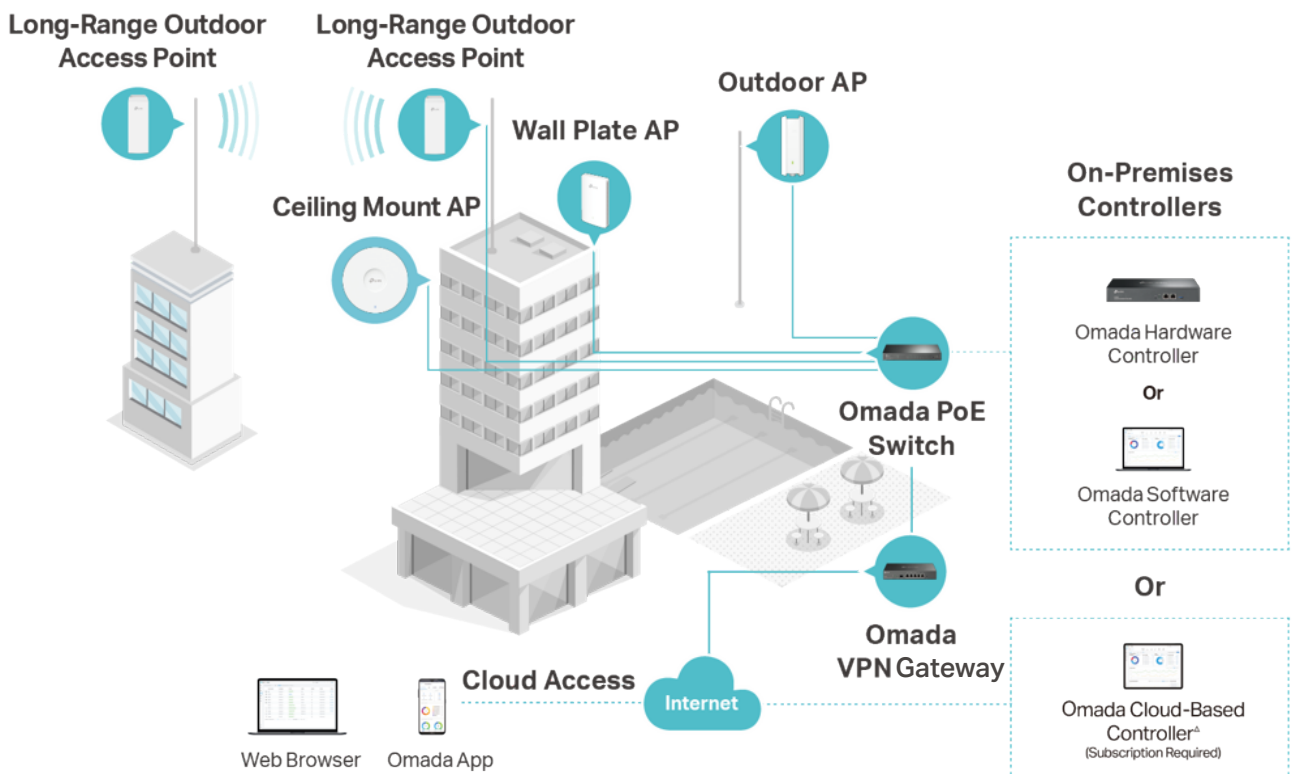 Long-Range Outdoor
Access Point
Long-Range Outdoor
Access Point
Outdoor AP
Wall Plate AP
Ceiling Mount AP
On-Premises
Controllers
Omada Hardware
Controller
Or
Omada Software
Controller
Omada PoE
Switch
Or
Omada
VPN Gateway
Cloud Access
Internet
Omada Cloud-Based
Controller△
(Subscription Required)
Web Browser
Omada App